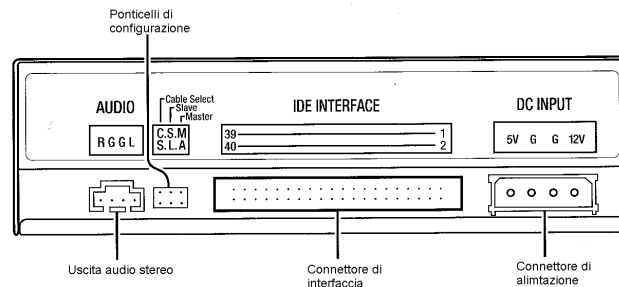 Ponticelli di
configurazione
AUDIO
R G G L
Cable Select
Slave
Master
C.S.M
S.L.A
IDE INTERFACE
39 1
40 2
DC INPUT
5V G G 12V
Uscita audio stereo
Connettore di
interfaccia
Connettore di
alimtazione